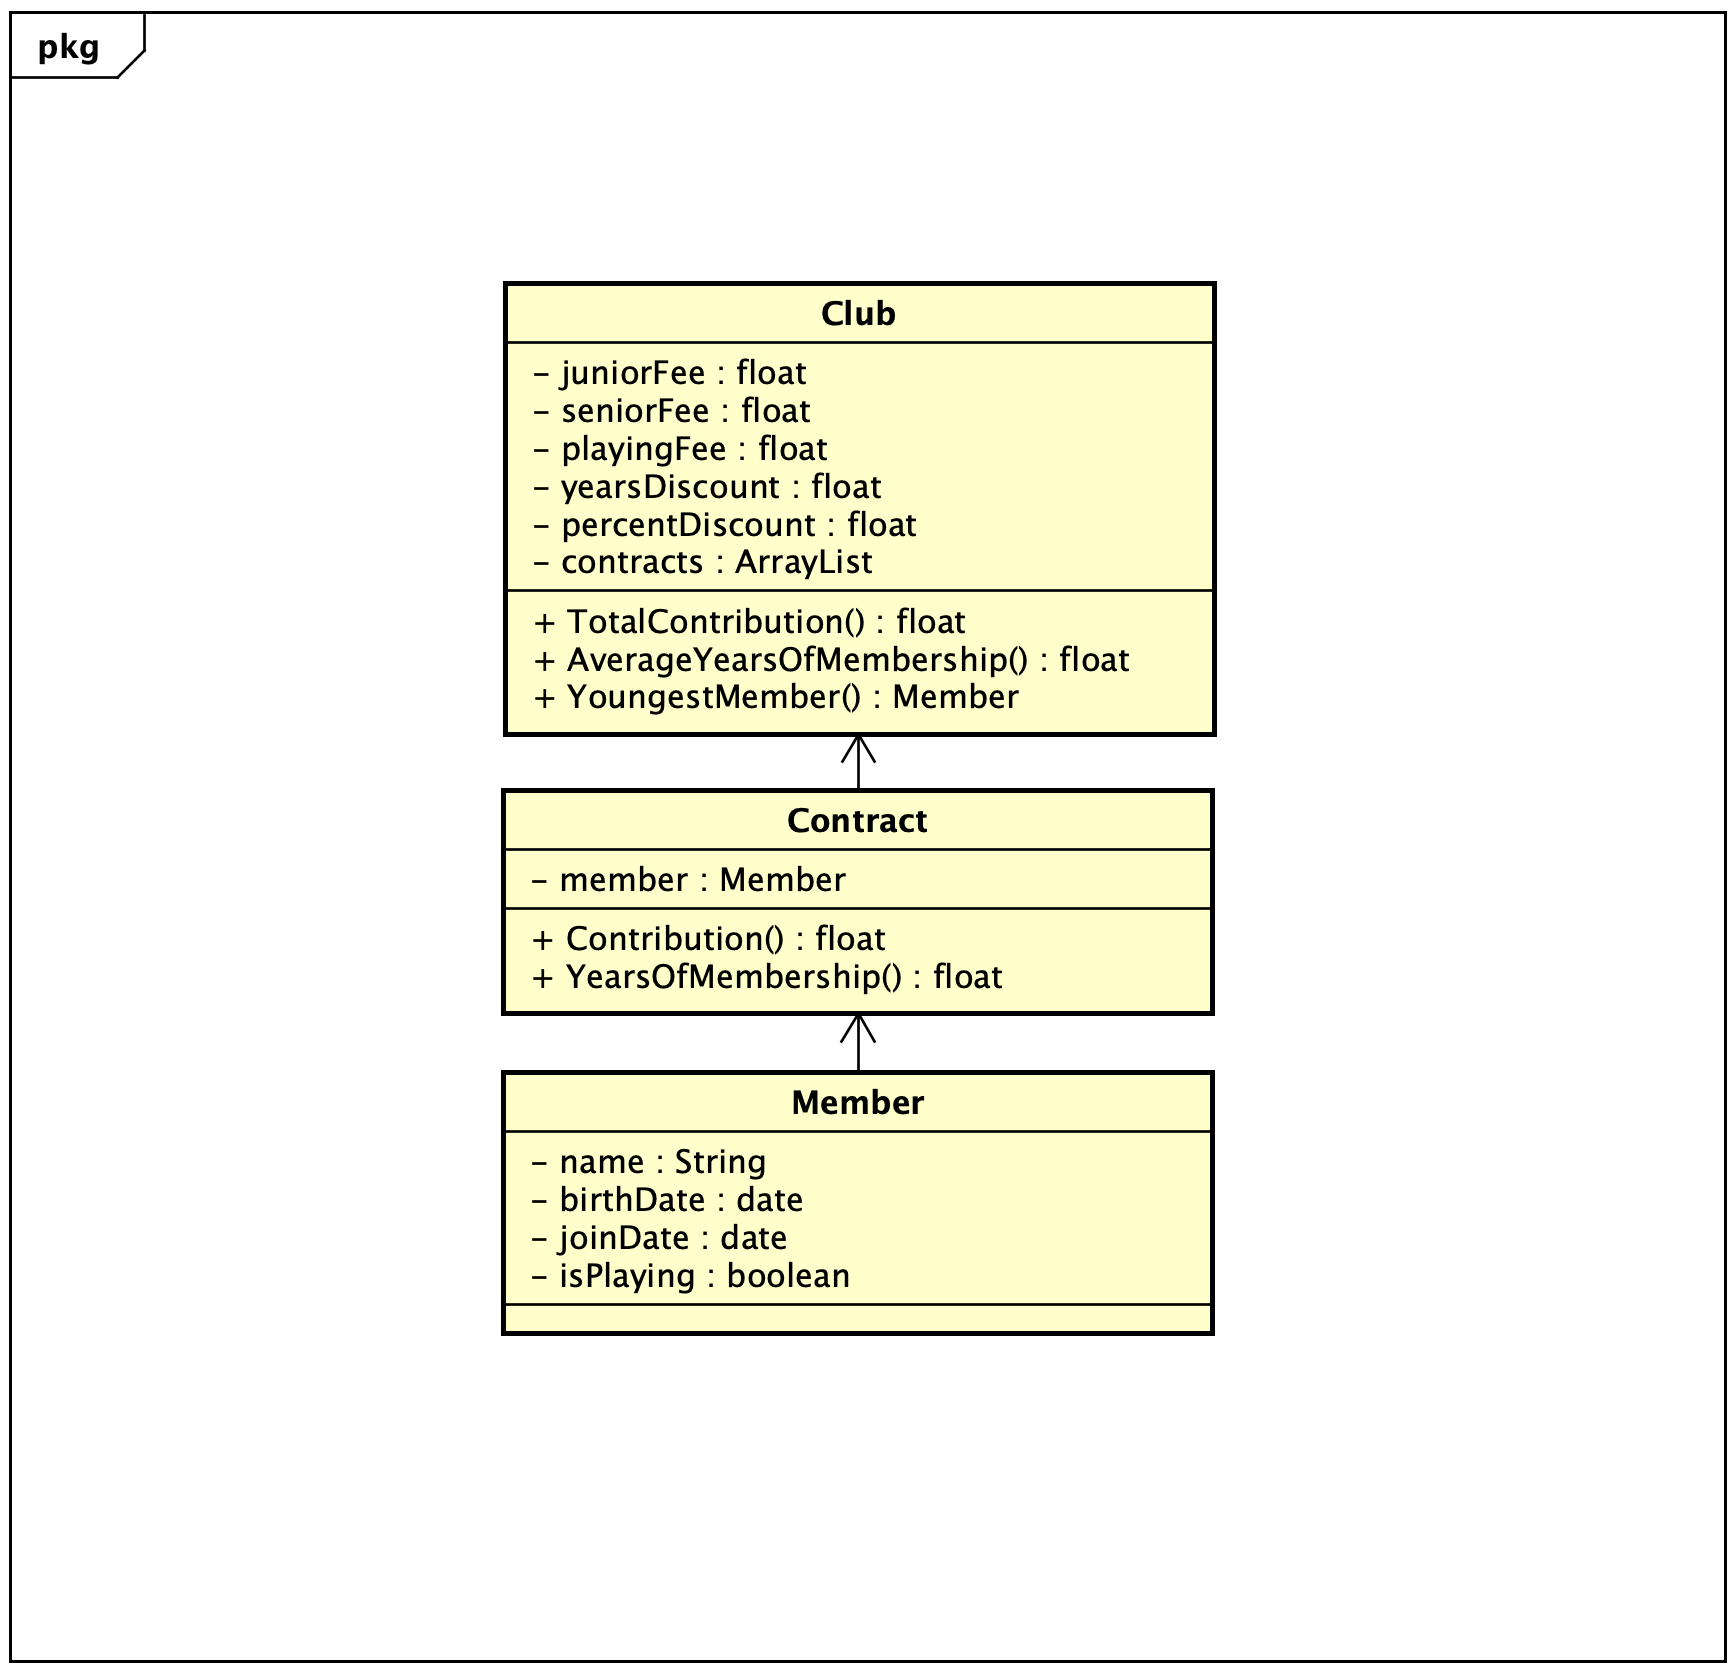 pkg
Club
- juniorFee : float
- seniorFee : float
- playingFee : float
- yearsDiscount : float
- percentDiscount : float
- contracts : ArrayList
+ TotalContribution() : float
+ AverageYearsOfMembership() : float
+ YoungestMember() : Member
Contract
- member : Member
+ Contribution() : float
+ YearsOfMembership() : float
Member
- name : String
- birthDate : date
- joinDate : date
- isPlaying : boolean